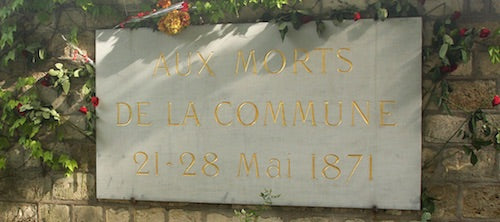 AUX MORTS
DE LA COMMUNE
21-28 Mai 1871